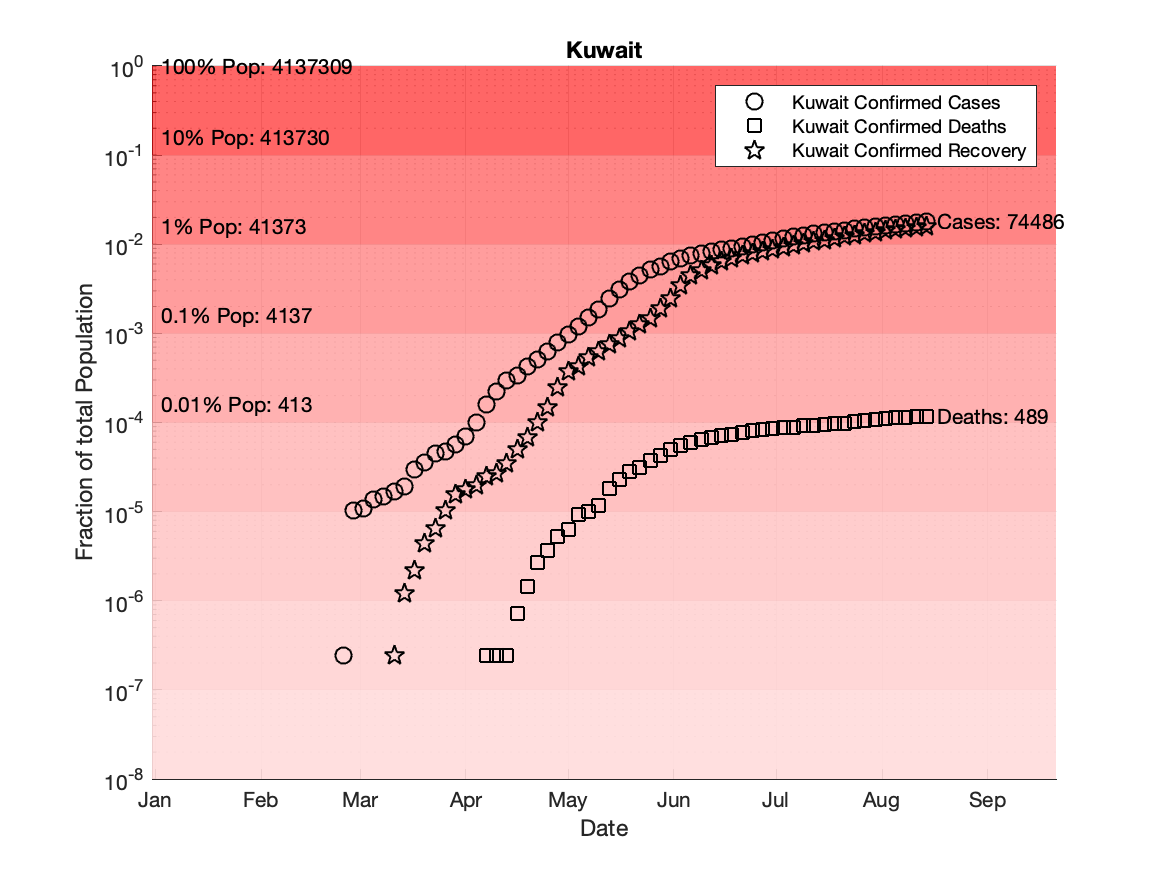 Kuwait
10^0
100% Pop: 4137309
Kuwait Confirmed Cases
Kuwait Confirmed Deaths
Kuwait Confirmed Recovery
10% Pop: 413730
10^-1
1% Pop: 41373
Cases: 74486
10^-2
0.1% Pop: 4137
10^-3
0.01% Pop: 413
Deaths: 489
10^-4
10^-5
10^-6
10^-7
10^-8
Fraction of total Population
Jan Feb Mar Apr May Jun Jul Aug Sep
Date